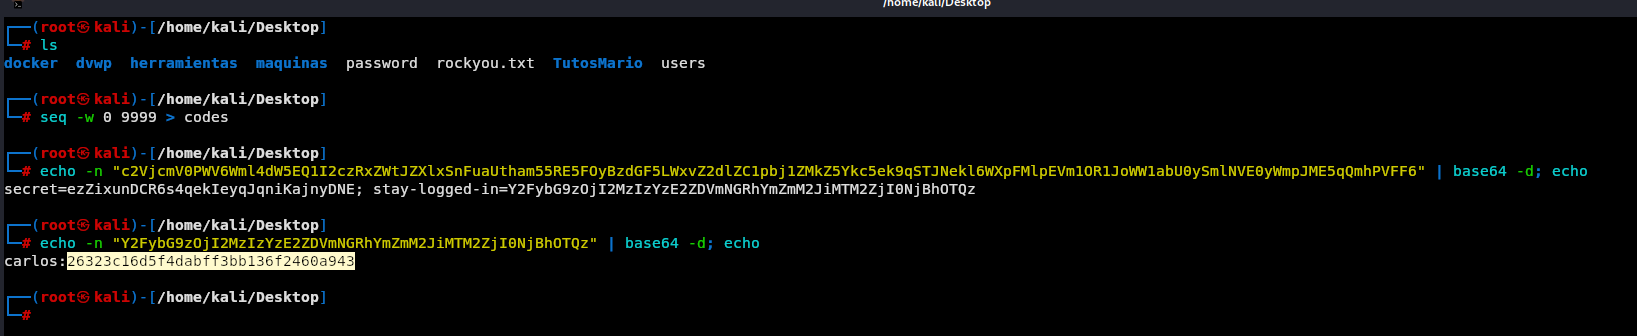 /home/kali/Desktop
┌──(root㉿kali)-[/home/kali/Desktop]
└─# ls
docker  dvwp  herramientas  maquinas  password  rockyou.txt  TutosMario  users
┌──(root㉿kali)-[/home/kali/Desktop]
└─# seq -w 0 9999 > codes
┌──(root㉿kali)-[/home/kali/Desktop]
└─# echo -n "c2VjcmV0PWV6Wml4dW5EQ1I2czRxZWtJZXlxSnFuaUtham55RE5FOyBzdGF5LWxvZ2dlZC1pbj1ZMkZ5Ykc5ek9qSTJNekl6WXpFMlpEVm1OR1JoWW1abU0ySmlNVE0yWmpJME5qQmhPVFF6" | base64 -d; echo
secret=ezZixunDCR6s4qekIeyqJqniKajnyDNE; stay-logged-in=Y2FybG9zOjI2MzIzYzE2ZDVmNGRhYmZmM2JiMTM2ZjI0NjBhOTQz
┌──(root㉿kali)-[/home/kali/Desktop]
└─# echo -n "Y2FybG9zOjI2MzIzYzE2ZDVmNGRhYmZmM2JiMTM2ZjI0NjBhOTQz" | base64 -d; echo
carlos:26323c16d5f4dabff3bb136f2460a943
┌──(root㉿kali)-[/home/kali/Desktop]
└─#